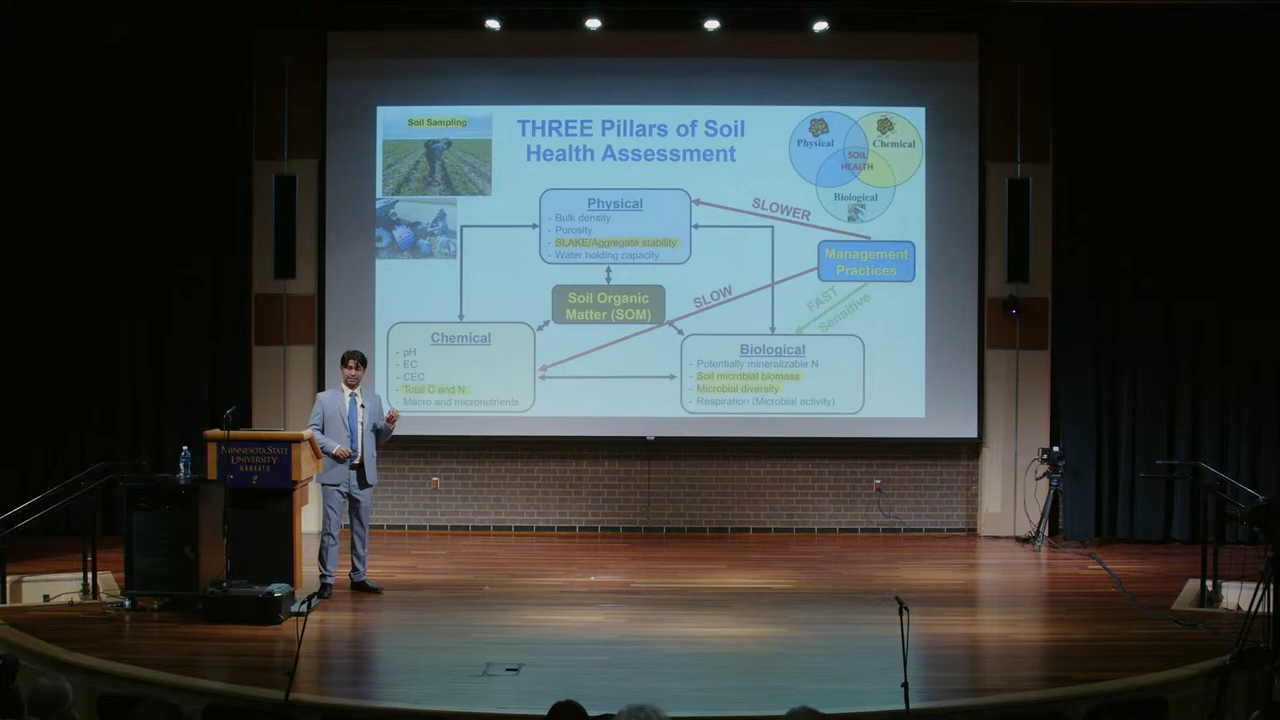 Soil Sampling
THREE Pillars of Soil
Health Assessment
Physical
Chemical
SOIL
HEALTH
Biological
Physical
- Bulk density
- Porosity
- SLAKE/Aggregate stability
- Water holding capacity
SLOWER
Management
Practices
Soil Organic
Matter (SOM)
SLOW
FAST
Sensitive
Chemical
- pH
- EC
- CEC
- Total C and N
- Macro and micronutrients
Biological
- Potentially mineralizable N
- Soil microbial biomass
- Microbial diversity
- Respiration (Microbial activity)
MINNESOTA STATE
UNIVERSITY
MANKATO